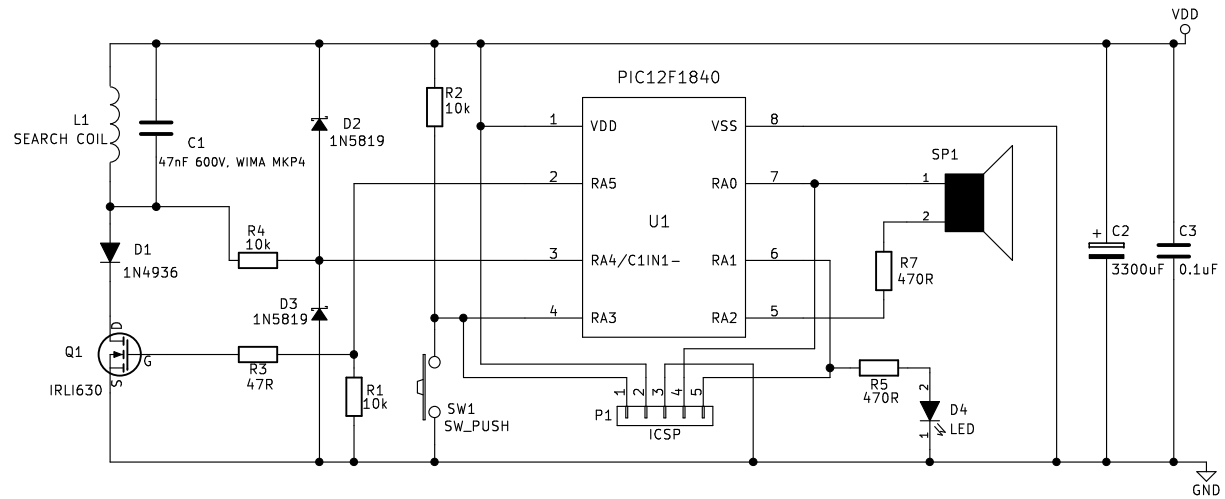 VDD
PIC12F1840
L1
SEARCH COIL
C1
47nF 600V, WIMA MKP4
D2
1N5819
R2
10k
1
VDD
VSS
8
2
RA5
RA0
7
U1
3
RA4/C1IN1-
RA1
6
4
RA3
RA2
5
SP1
1
2
R7
470R
+
C2
3300uF
C3
0.1uF
R4
10k
D1
1N4936
D3
1N5819
Q1
D
G
S
IRLI630
R3
47R
R1
10k
SW1
SW_PUSH
P1
1
2
3
4
5
ICSP
R5
470R
2
D4
LED
1
GND